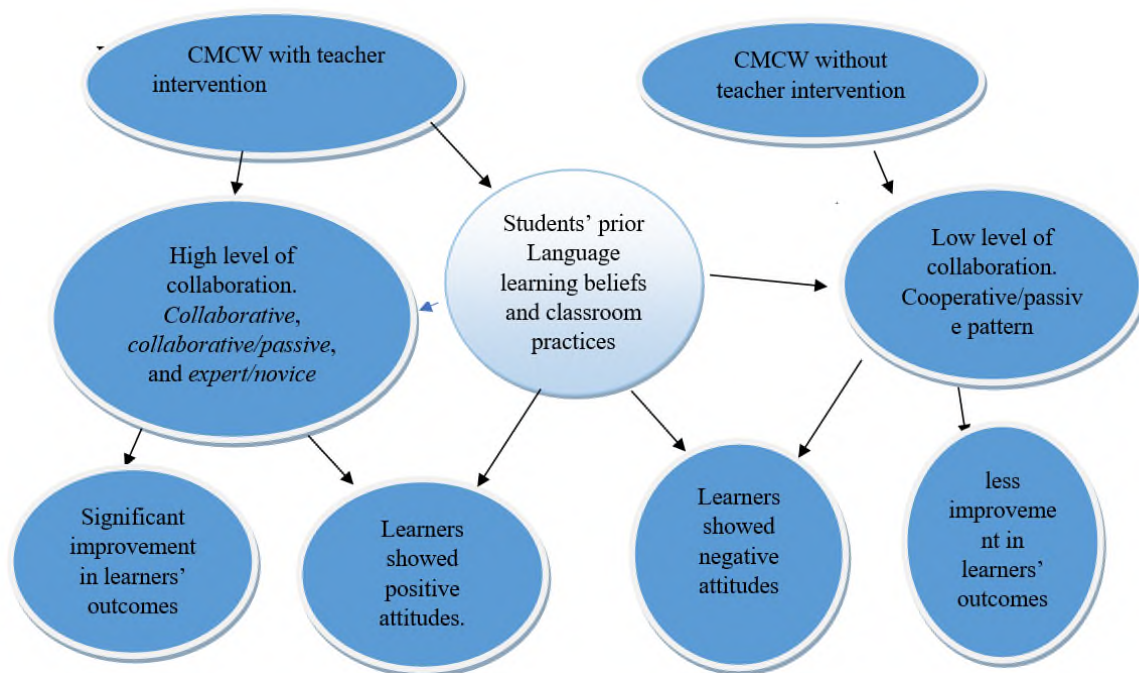 CMCW with teacher
intervention
CMCW without
teacher intervention
High level of
collaboration.
Collaborative,
collaborative/passive,
and expert/novice
Students’ prior
Language
learning beliefs
and classroom
practices
Low level of
collaboration.
Cooperative/passiv
e pattern
Significant
improvement
in learners’
outcomes
Learners
showed
positive
attitudes.
Learners
showed
negative
attitudes
less
improveme
nt in
learners’
outcomes